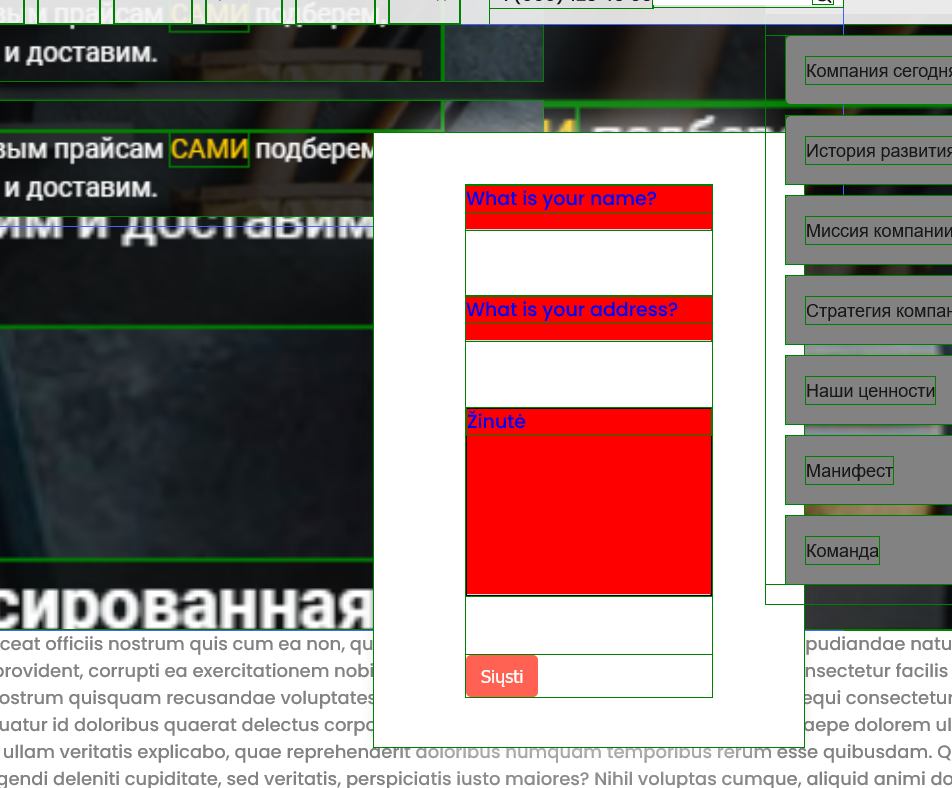 вым прайсам САМИ подберем,
и доставим.
Компания сегодня
История развития
Миссия компании
Стратегия
Наши ценности
Манифест
Команда
вым прайсам САМИ подберем
и доставим.
им и доставим
What is your name?
What is your address?
Žinutė
Siųsti
сированная
ceat officiis nostrum quis cum ea non, qu
pudiandae natu
provident, corrupti ea exercitationem nobi
nsectetur facilis
ostrum quisquam recusandae voluptates
equi consectetur
uatur id doloribus quaerat delectus corpo
aepe dolorem ul
ullam veritatis explicabo, quae reprehenderit doloribus numquam temporibus rerum esse quibusdam. Q
gendi deleniti cupiditate, sed veritatis, perspiciatis iusto maiores? Nihil voluptas cumque, aliquid animi do